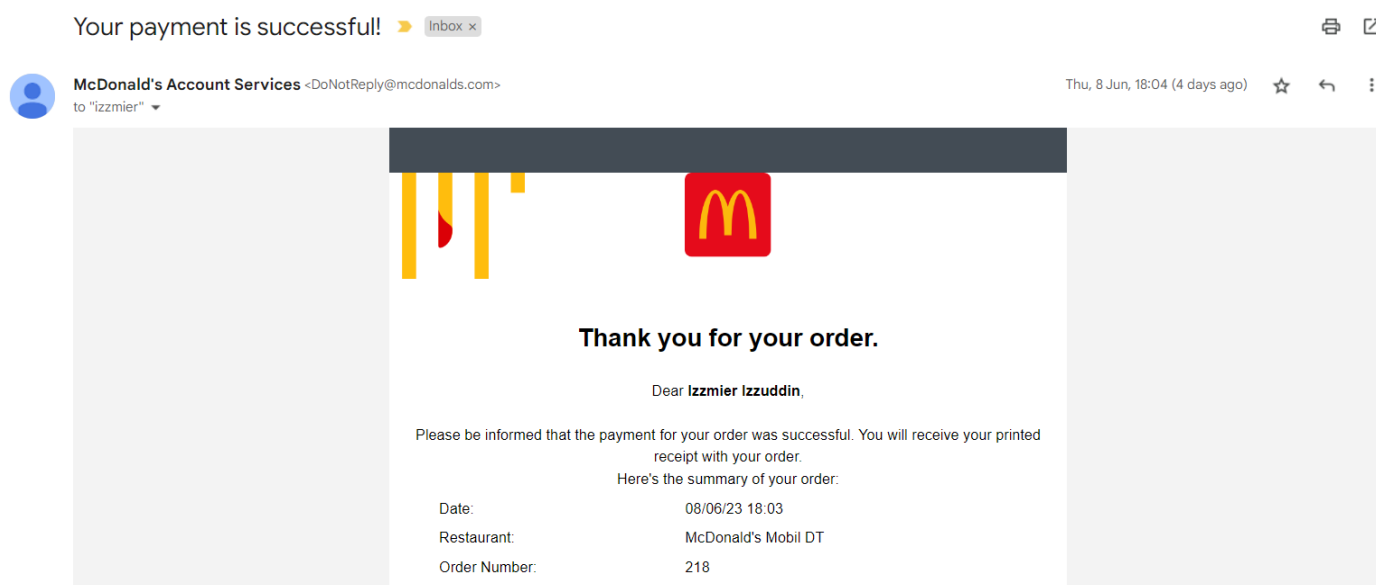 Your payment is successful!
Inbox ×
McDonald's Account Services <DoNotReply@mcdonalds.com>
Thu, 8 Jun, 18:04 (4 days ago)
to "izzmier"
Thank you for your order.
Dear Izzmier Izzuddin,
Please be informed that the payment for your order was successful. You will receive your printed
receipt with your order.
Here's the summary of your order:
Date: 08/06/23 18:03
Restaurant: McDonald's Mobil DT
Order Number: 218